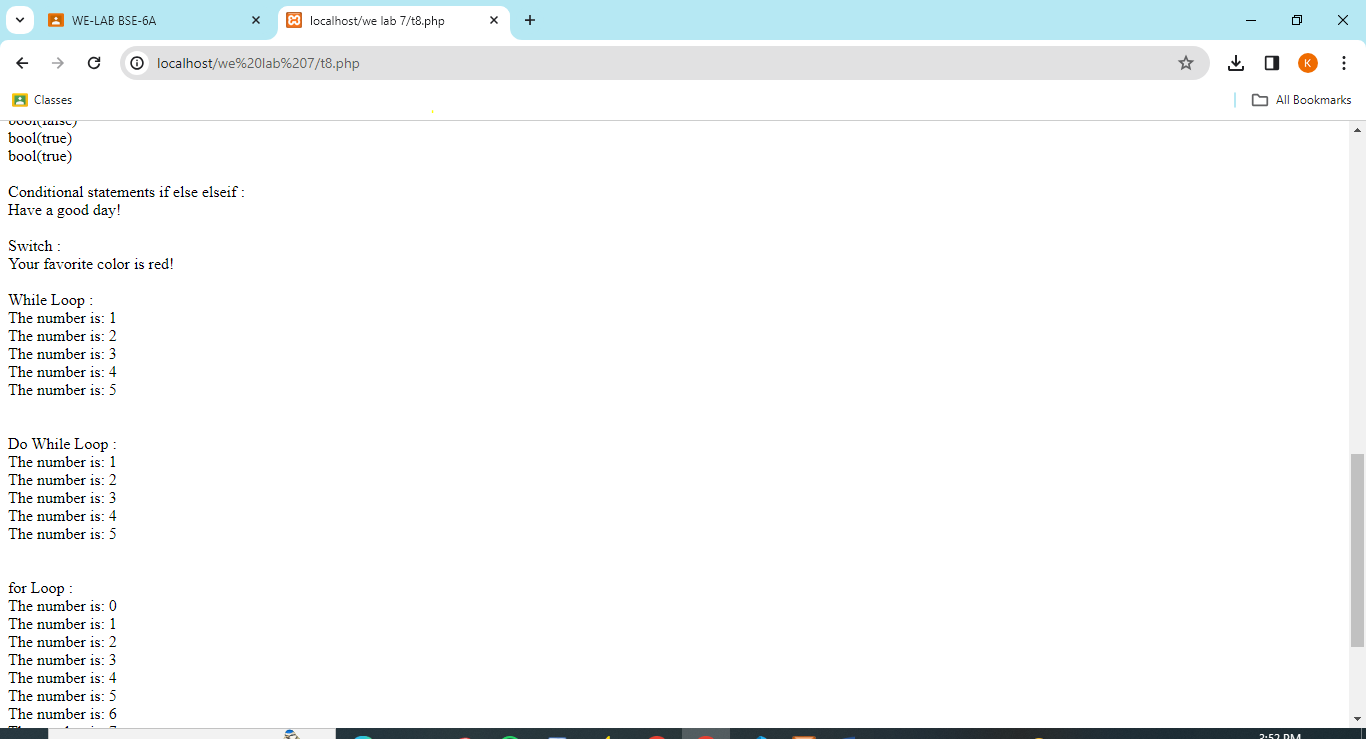 WE-LAB BSE-6A
localhost/we lab 7/t8.php
localhost/we%20lab%207/t8.php
K
Classes
All Bookmarks
bool(false)
bool(true)
bool(true)
Conditional statements if else elseif :
Have a good day!
Switch :
Your favorite color is red!
While Loop :
The number is: 1
The number is: 2
The number is: 3
The number is: 4
The number is: 5
Do While Loop :
The number is: 1
The number is: 2
The number is: 3
The number is: 4
The number is: 5
for Loop :
The number is: 0
The number is: 1
The number is: 2
The number is: 3
The number is: 4
The number is: 5
The number is: 6